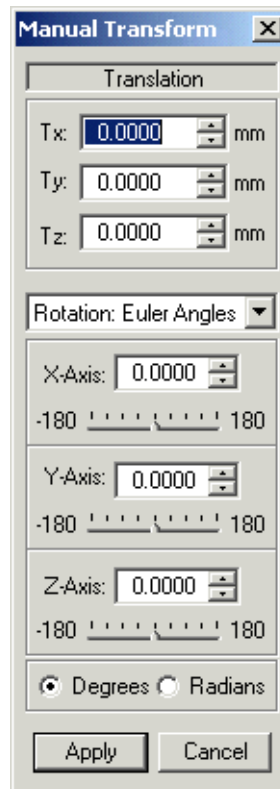 Manual Transform
Translation
Tx: 0.0000 mm
Ty: 0.0000 mm
Tz: 0.0000 mm
Rotation: Euler Angles
X-Axis: 0.0000
-180 180
Y-Axis: 0.0000
-180 180
Z-Axis: 0.0000
-180 180
Degrees Radians
Apply Cancel